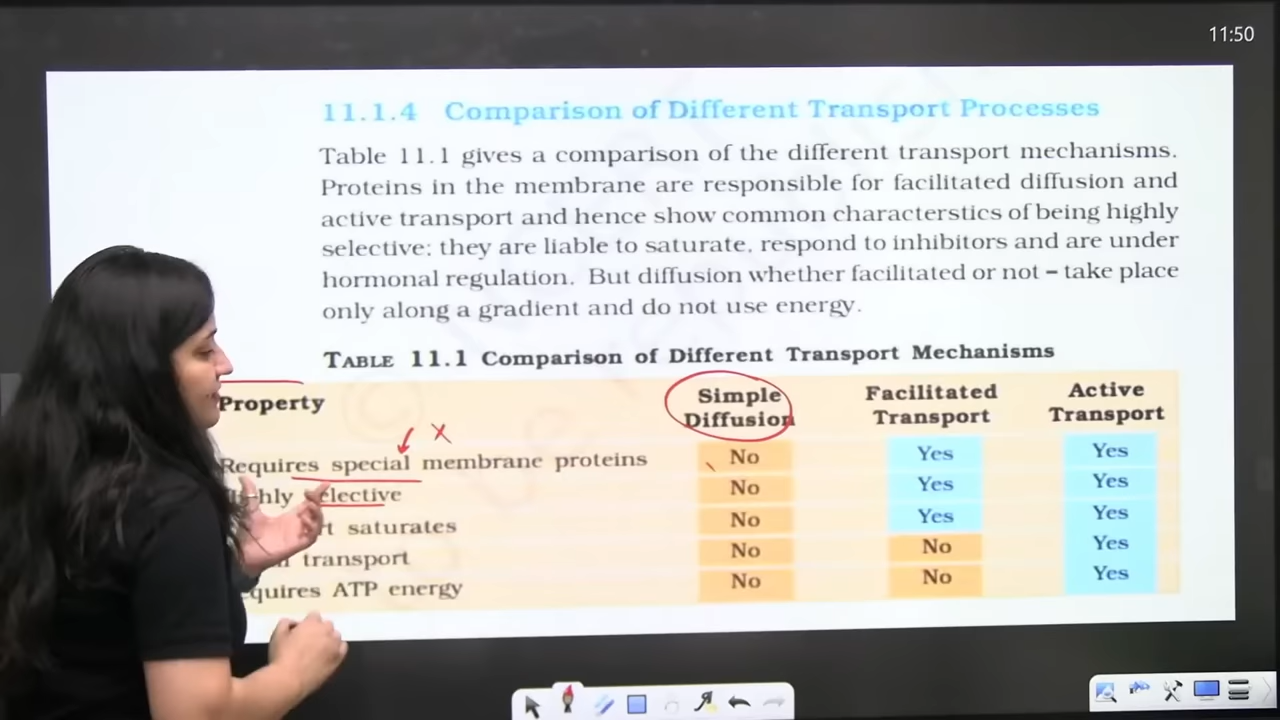 11:50
11.1.4 Comparison of Different Transport Processes
Table 11.1 gives a comparison of the different transport mechanisms.
Proteins in the membrane are responsible for facilitated diffusion and
active transport and hence show common characterstics of being highly
selective; they are liable to saturate, respond to inhibitors and are under
hormonal regulation. But diffusion whether facilitated or not – take place
only along a gradient and do not use energy.
TABLE 11.1 Comparison of Different Transport Mechanisms
Property Simple Diffusion Facilitated Transport Active Transport
Requires special membrane proteins No Yes Yes
selective No Yes Yes
saturates No Yes Yes
transport No No Yes
ATP energy No No Yes